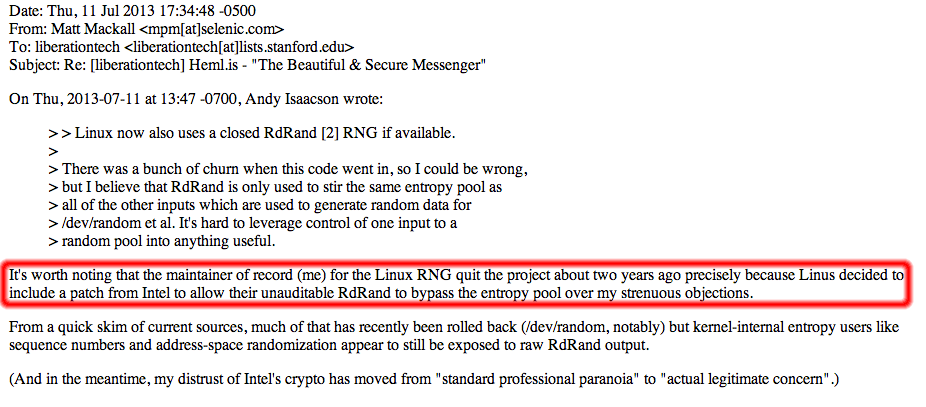 Date: Thu, 11 Jul 2013 17:34:48 -0500
From: Matt Mackall <mpm[at]selenic.com>
To: liberationtech <liberationtech[at]lists.stanford.edu>
Subject: Re: [liberationtech] Heml.is - "The Beautiful & Secure Messenger"
On Thu, 2013-07-11 at 13:47 -0700, Andy Isaacson wrote:
> > Linux now also uses a closed RdRand [2] RNG if available.
>
> There was a bunch of churn when this code went in, so I could be wrong,
> but I believe that RdRand is only used to stir the same entropy pool as
> all of the other inputs which are used to generate random data for
> /dev/random et al. It's hard to leverage control of one input to a
> random pool into anything useful.
It's worth noting that the maintainer of record (me) for the Linux RNG quit the project about two years ago precisely because Linus decided to
include a patch from Intel to allow their unauditable RdRand to bypass the entropy pool over my strenuous objections.
From a quick skim of current sources, much of that has recently been rolled back (/dev/random, notably) but kernel-internal entropy users like
sequence numbers and address-space randomization appear to still be exposed to raw RdRand output.
(And in the meantime, my distrust of Intel's crypto has moved from "standard professional paranoia" to "actual legitimate concern".)